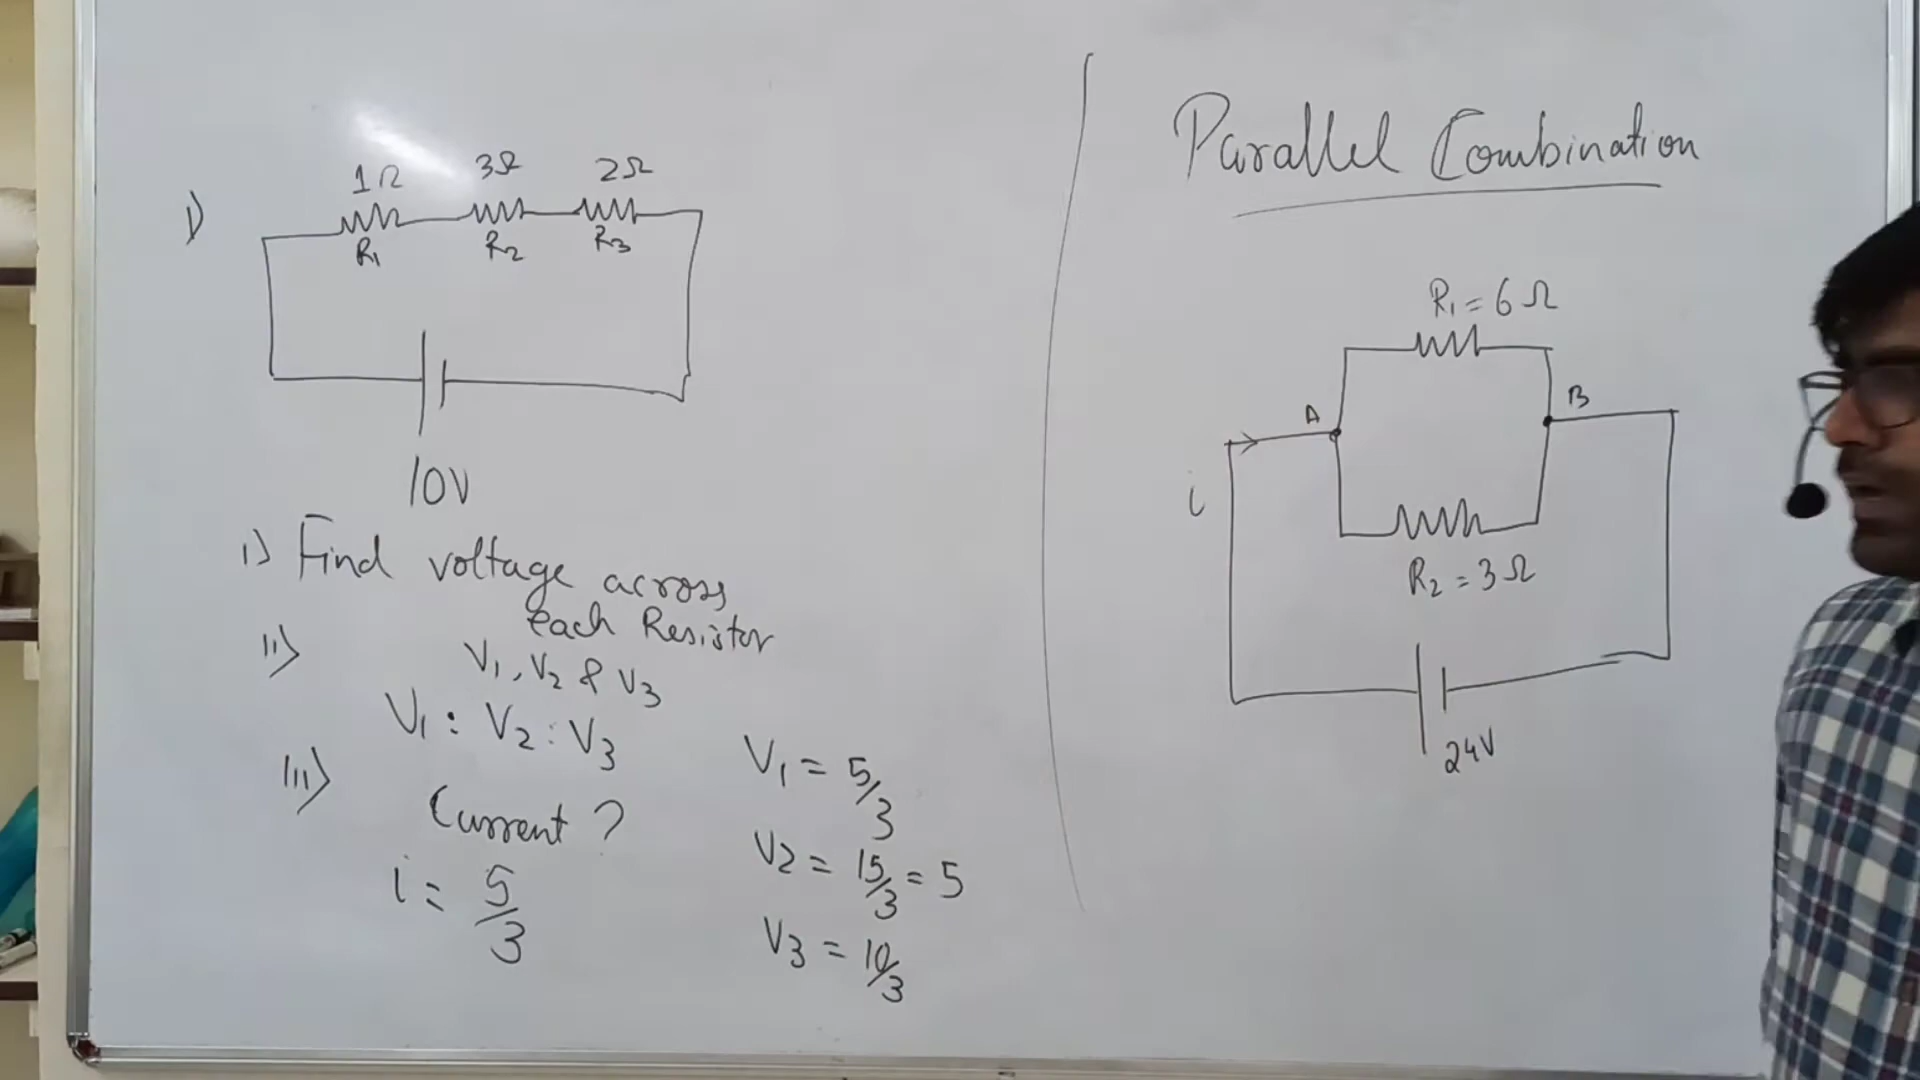 1)
1Ω 3Ω 2Ω
R1 R2 R3
10V
i) Find voltage across
each Resistor
ii) V1, V2 & V3
V1 : V2 : V3
iii) Current ?
i = 5/3
V1 = 5/3
V2 = 15/3 = 5
V3 = 10/3
Parallel Combination
R1 = 6 Ω
A B
i
R2 = 3 Ω
24V